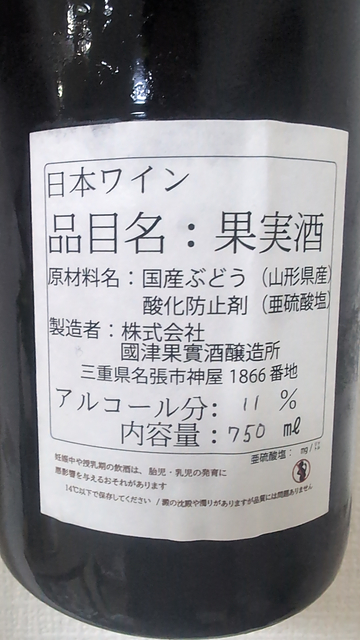 日本ワイン
品目名：果実酒
原材料名：国産ぶどう（山形県産）
酸化防止剤（亜硫酸塩）
製造者：株式会社
國津果實酒醸造所
三重県名張市神屋 1866 番地
アルコール分： 11 ％
内容量：750 ml
亜硫酸塩： mg /
妊娠中や授乳期の飲酒は、胎児・乳児の発育に
悪影響を与えるおそれがあります
14℃以下で保存してください / 瓶の沈殿や濁りがありますが品質には問題ありません。